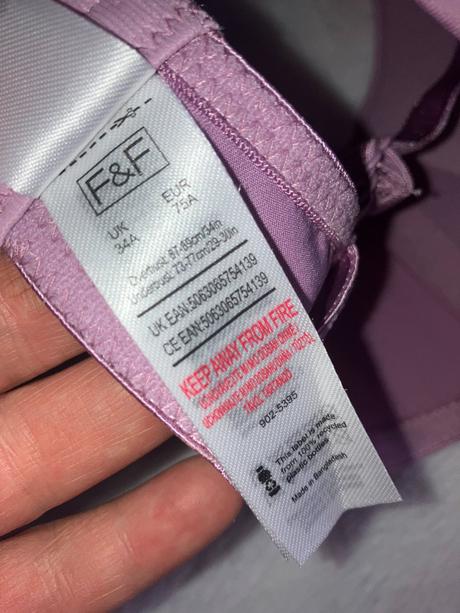 F&F
UK EUR
34A 75A
Overbust: 87-89cm/34in
Underbust: 73-77cm/29-30in
UK EAN:5063065754139
CE EAN:5063065754139
KEEP AWAY FROM FIRE
902-5395
This label is made
from 100% recycled
plastic bottles
Made in Bangladesh